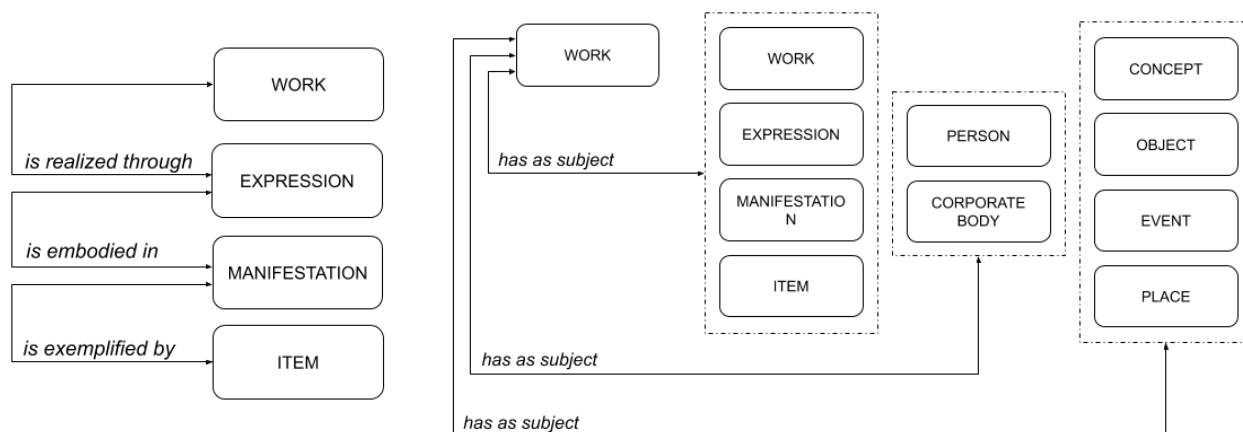 WORK
is realized through
EXPRESSION
is embodied in
MANIFESTATION
is exemplified by
ITEM
WORK
has as subject
has as subject
has as subject
WORK
EXPRESSION
MANIFESTATIO
N
ITEM
PERSON
CORPORATE
BODY
CONCEPT
OBJECT
EVENT
PLACE